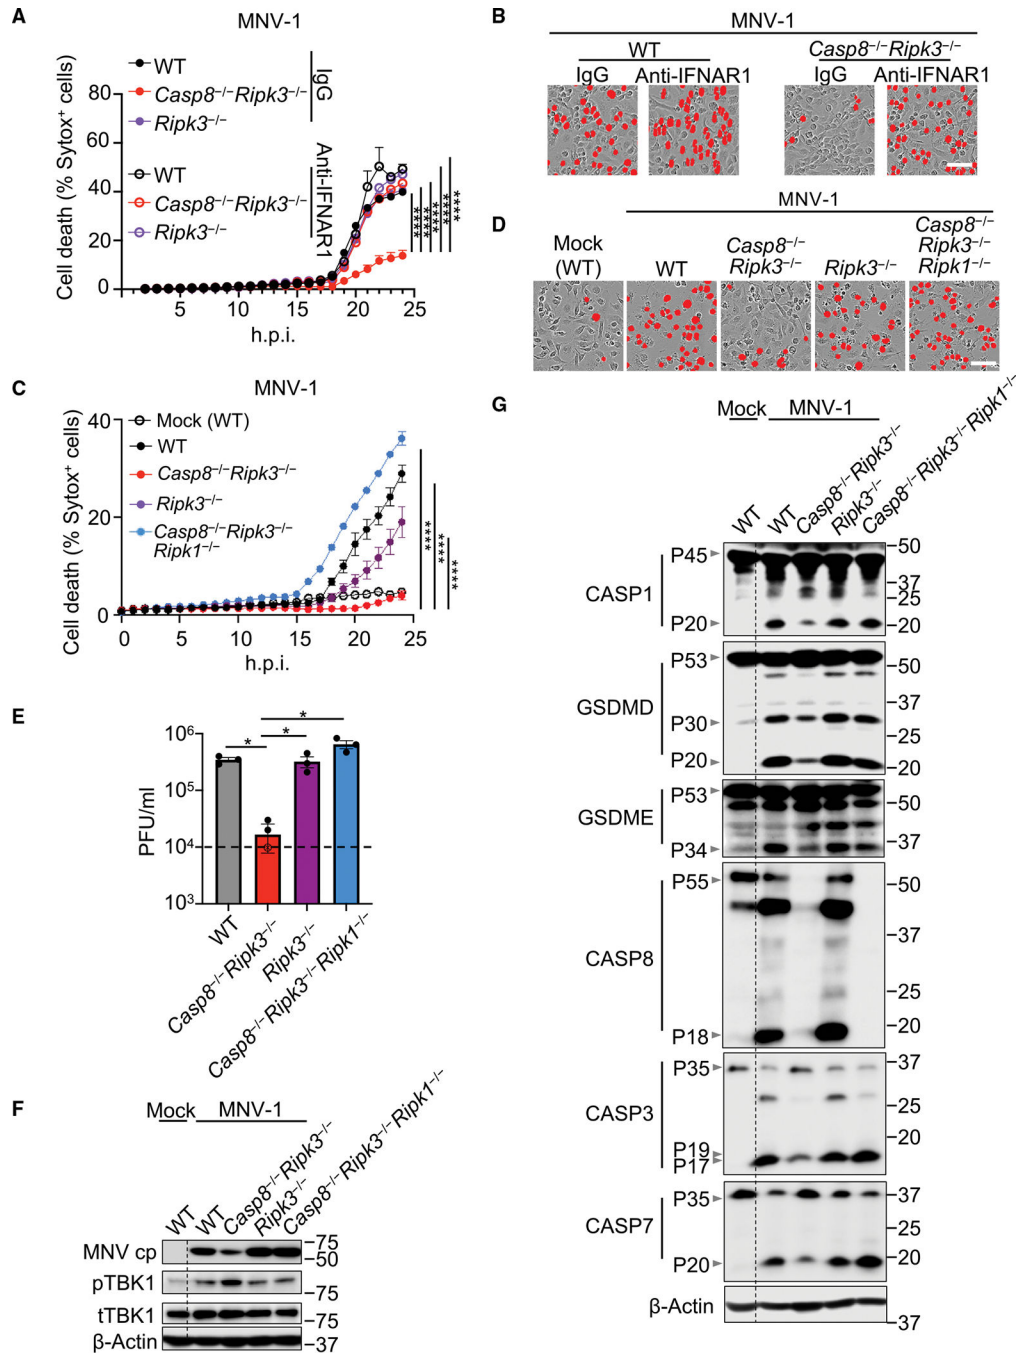 A
MNV-1
WT
Casp8–/–Ripk3–/–
Ripk3–/–
IgG
WT
Casp8–/–Ripk3–/–
Ripk3–/–
Anti-IFNAR1
Cell death (% Sytox+ cells)
80
60
40
20
0
5
10
15
20
25
h.p.i.
****
****
****
****
****
B
MNV-1
WT
Casp8–/–Ripk3–/–
IgG
Anti-IFNAR1
IgG
Anti-IFNAR1
C
MNV-1
Mock (WT)
WT
Casp8–/–Ripk3–/–
Ripk3–/–
Casp8–/–Ripk3–/–
Ripk1–/–
Cell death (% Sytox+ cells)
40
20
0
0
5
10
15
20
25
h.p.i.
****
****
****
D
MNV-1
Mock
(WT)
WT
Casp8–/–
Ripk3–/–
Ripk3–/–
Casp8–/–
Ripk3–/–
Ripk1–/–
E
PFU/ml
10^6
10^5
10^4
10^3
*
*
*
WT
Casp8–/–Ripk3–/–
Ripk3–/–
Casp8–/–Ripk3–/–Ripk1–/–
F
Mock
MNV-1
WT
WT
Casp8–/–Ripk3–/–
Ripk3–/–
Casp8–/–Ripk3–/–Ripk1–/–
MNV cp
75
50
pTBK1
75
tTBK1
75
β-Actin
37
G
Mock
MNV-1
WT
WT
Casp8–/–Ripk3–/–
Ripk3–/–
Casp8–/–Ripk3–/–Ripk1–/–
CASP1
P45
P20
50
37
25
20
GSDMD
P53
P30
P20
50
37
25
20
GSDME
P53
P34
50
37
CASP8
P55
P18
50
37
25
20
CASP3
P35
P19
P17
37
25
20
CASP7
P35
P20
37
25
20
β-Actin
37